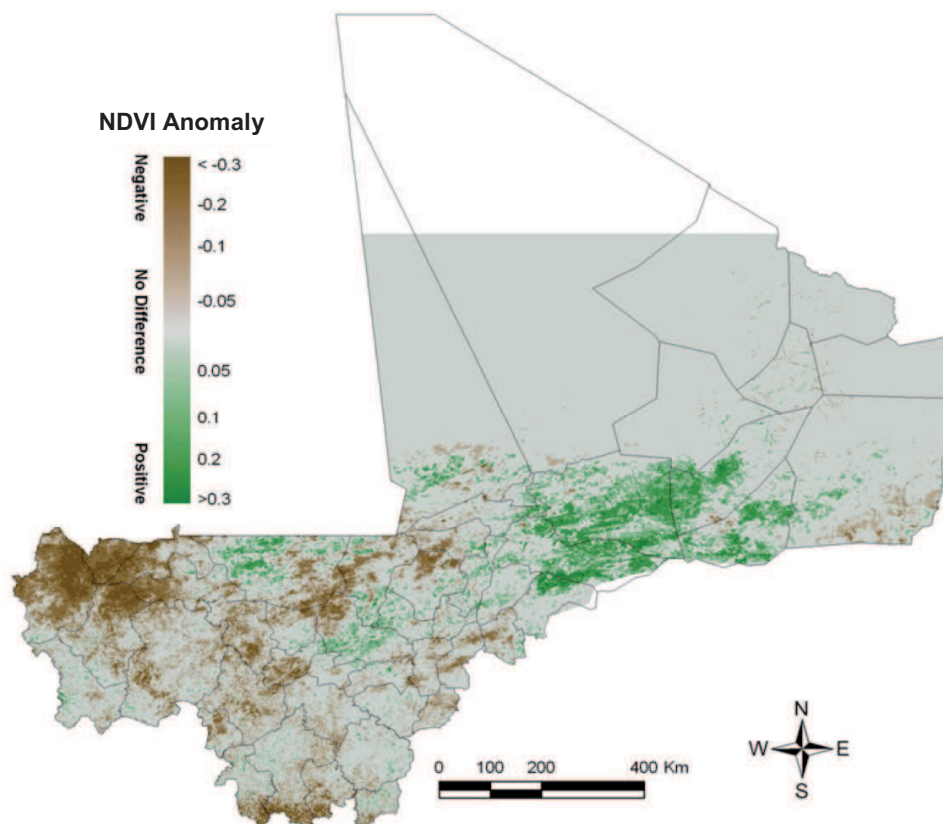 NDVI Anomaly
Negative
No Difference
Positive
< -0.3
-0.2
-0.1
-0.05
0.05
0.1
0.2
>0.3
N
W E
S
0 100 200 400 Km